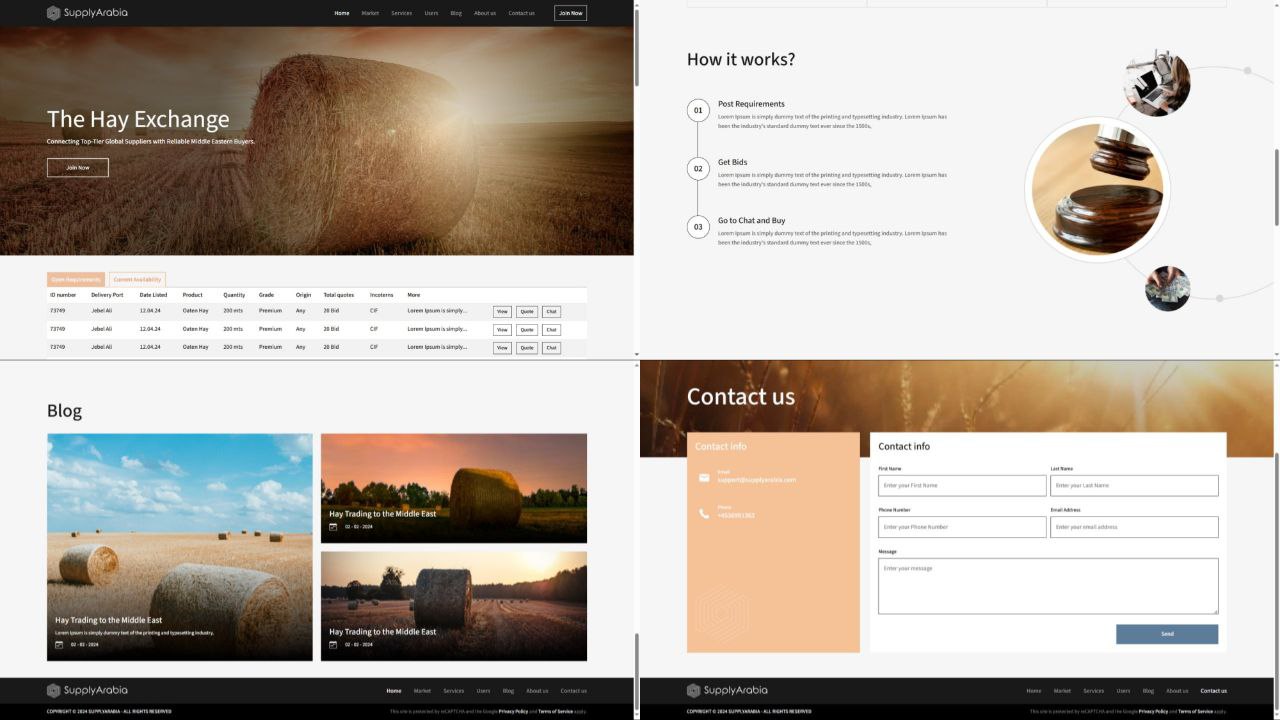 SupplyArabia
Home Market Services Users Blog About us Contact us Join Now
The Hay Exchange
Connecting Top-Tier Global Suppliers with Reliable Middle Eastern Buyers.
Join Now
Open Requirements Current Availability
ID number Delivery Port Date Listed Product Quantity Grade Origin Total quotes Incoterms More
73749 Jebel Ali 12.04.24 Oaten Hay 200 mts Premium Any 20 Bid CIF Lorem Ipsum is simply... View Quote Chat
73749 Jebel Ali 12.04.24 Oaten Hay 200 mts Premium Any 20 Bid CIF Lorem Ipsum is simply... View Quote Chat
73749 Jebel Ali 12.04.24 Oaten Hay 200 mts Premium Any 20 Bid CIF Lorem Ipsum is simply... View Quote Chat
How it works?
01 Post Requirements
Lorem Ipsum is simply dummy text of the printing and typesetting industry. Lorem Ipsum has
been the industry's standard dummy text ever since the 1500s,
02 Get Bids
Lorem Ipsum is simply dummy text of the printing and typesetting industry. Lorem Ipsum has
been the industry's standard dummy text ever since the 1500s,
03 Go to Chat and Buy
Lorem Ipsum is simply dummy text of the printing and typesetting industry. Lorem Ipsum has
been the industry's standard dummy text ever since the 1500s,
Blog
Hay Trading to the Middle East
Lorem Ipsum is simply dummy text of the printing and typesetting industry.
02 - 02 - 2024
Hay Trading to the Middle East
02 - 02 - 2024
Hay Trading to the Middle East
02 - 02 - 2024
SupplyArabia
Home Market Services Users Blog About us Contact us
COPYRIGHT © 2024 SUPPLYARABIA - ALL RIGHTS RESERVED
This site is protected by reCAPTCHA and the Google Privacy Policy and Terms of Service apply.
Contact us
Contact info
Email
Phone
Contact info
First Name Last Name
Enter your First Name Enter your Last Name
Phone Number Email Address
Enter your Phone Number Enter your email address
Message
Enter your message
Send
SupplyArabia
Home Market Services Users Blog About us Contact us
COPYRIGHT © 2024 SUPPLYARABIA - ALL RIGHTS RESERVED
This site is protected by reCAPTCHA and the Google Privacy Policy and Terms of Service apply.